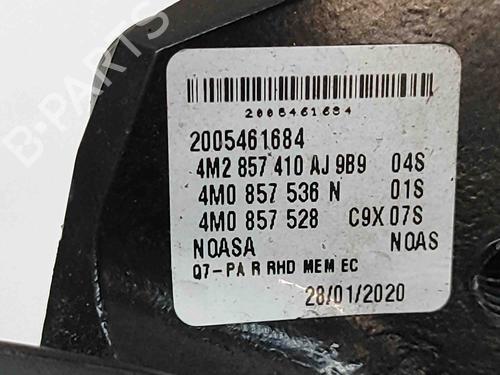 2005461684
2005461684
4M2 857 410 AJ 9B9 04S
4M0 857 536 N 01S
4M0 857 528 C9X 07S
NOASA NOAS
Q7-PA R RHD MEM EC
28/01/2020
B-PARTS